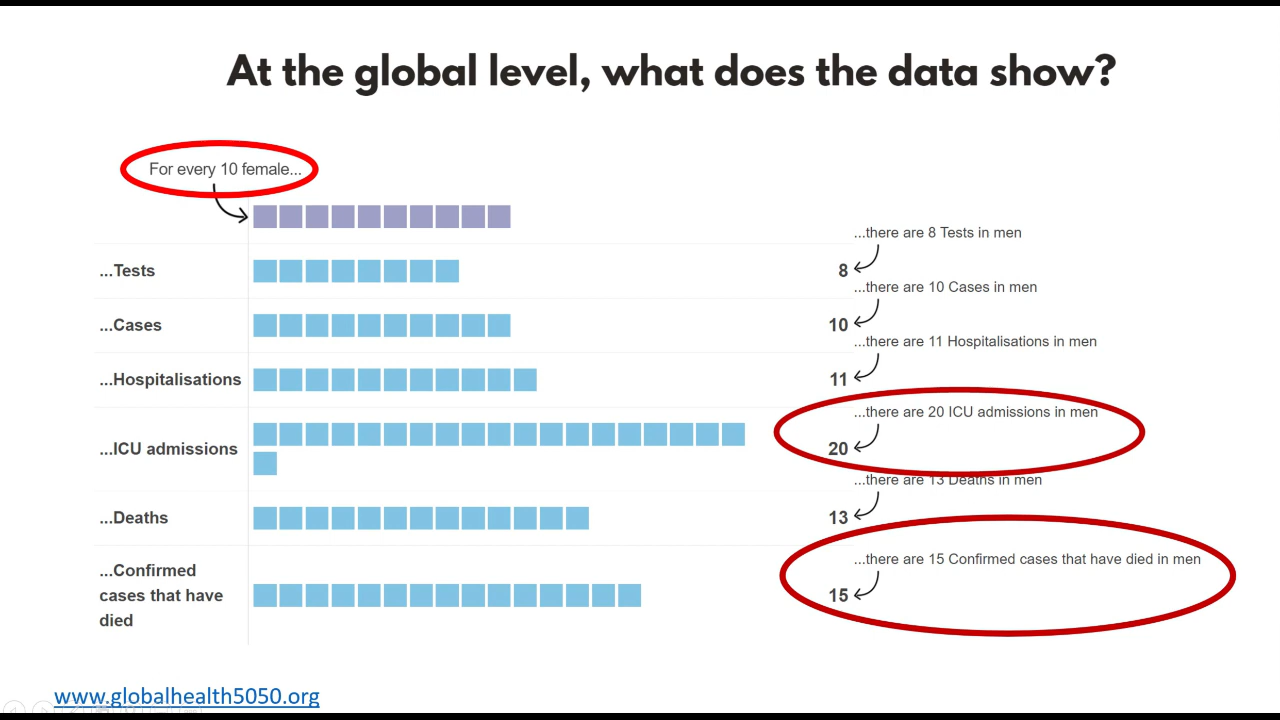 At the global level, what does the data show?
For every 10 female...
...there are 8 Tests in men
...Tests
8
...there are 10 Cases in men
...Cases
10
...there are 11 Hospitalisations in men
...Hospitalisations
11
...there are 20 ICU admissions in men
...ICU admissions
20
...there are 13 Deaths in men
...Deaths
13
...there are 15 Confirmed cases that have died in men
...Confirmed
cases that have
died
15
www.globalhealth5050.org